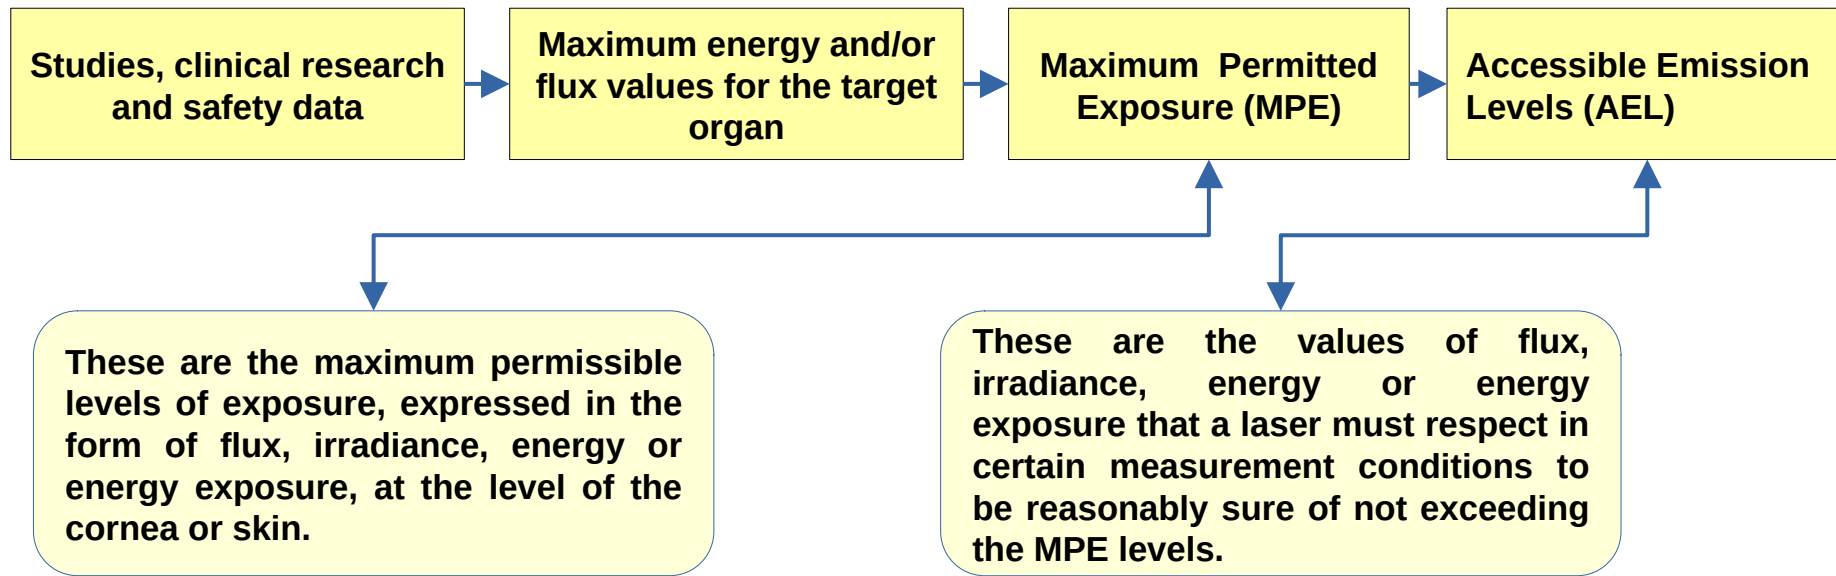 Studies, clinical research
and safety data
Maximum energy and/or
flux values for the target
organ
Maximum Permitted
Exposure (MPE)
Accessible Emission
Levels (AEL)
These are the maximum permissible
levels of exposure, expressed in the
form of flux, irradiance, energy or
energy exposure, at the level of the
cornea or skin.
These are the values of flux,
irradiance, energy or energy
exposure that a laser must respect in
certain measurement conditions to
be reasonably sure of not exceeding
the MPE levels.